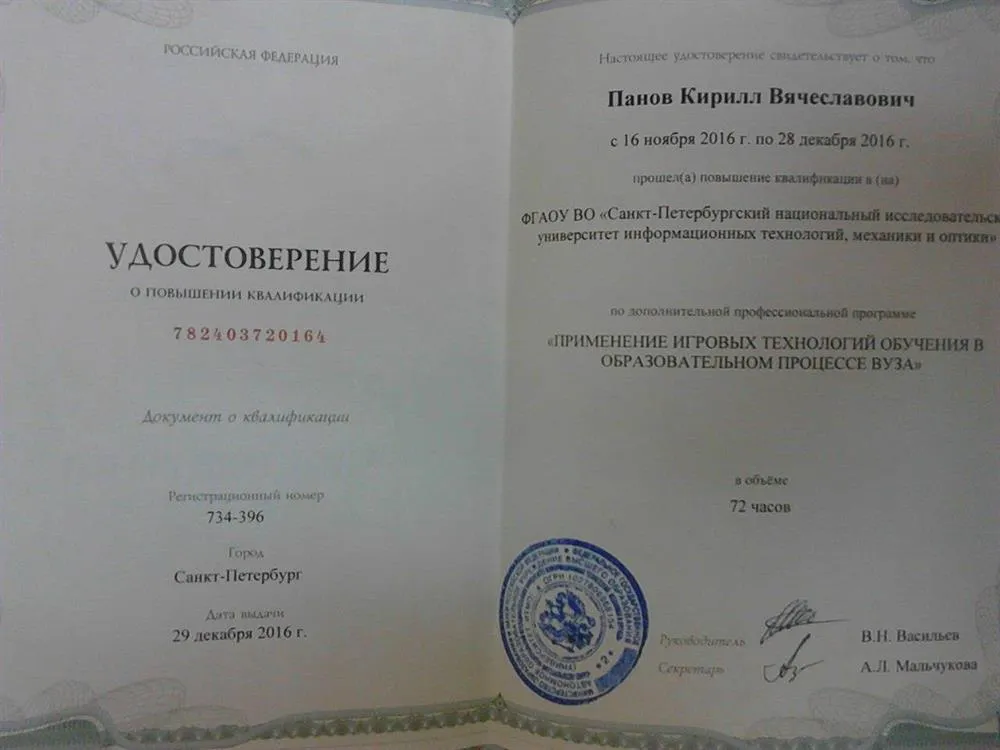 РОССИЙСКАЯ ФЕДЕРАЦИЯ
УДОСТОВЕРЕНИЕ
О ПОВЫШЕНИИ КВАЛИФИКАЦИИ
782403720164
Документ о квалификации
Регистрационный номер
734-396
Город
Санкт-Петербург
Дата выдачи
29 декабря 2016 г.
Настоящее удостоверение свидетельствует о том, что
Панов Кирилл Вячеславович
с 16 ноября 2016 г. по 28 декабря 2016 г.
прошел(а) повышение квалификации в (на)
ФГАОУ ВО «Санкт-Петербургский национальный исследовательск
университет информационных технологий, механики и оптики»
по дополнительной профессиональной программе
«ПРИМЕНЕНИЕ ИГРОВЫХ ТЕХНОЛОГИЙ ОБУЧЕНИЯ В
ОБРАЗОВАТЕЛЬНОМ ПРОЦЕССЕ ВУЗА»
в объёме
72 часов
Руководитель
В.Н. Васильев
Секретарь
А.Л. Мальчукова